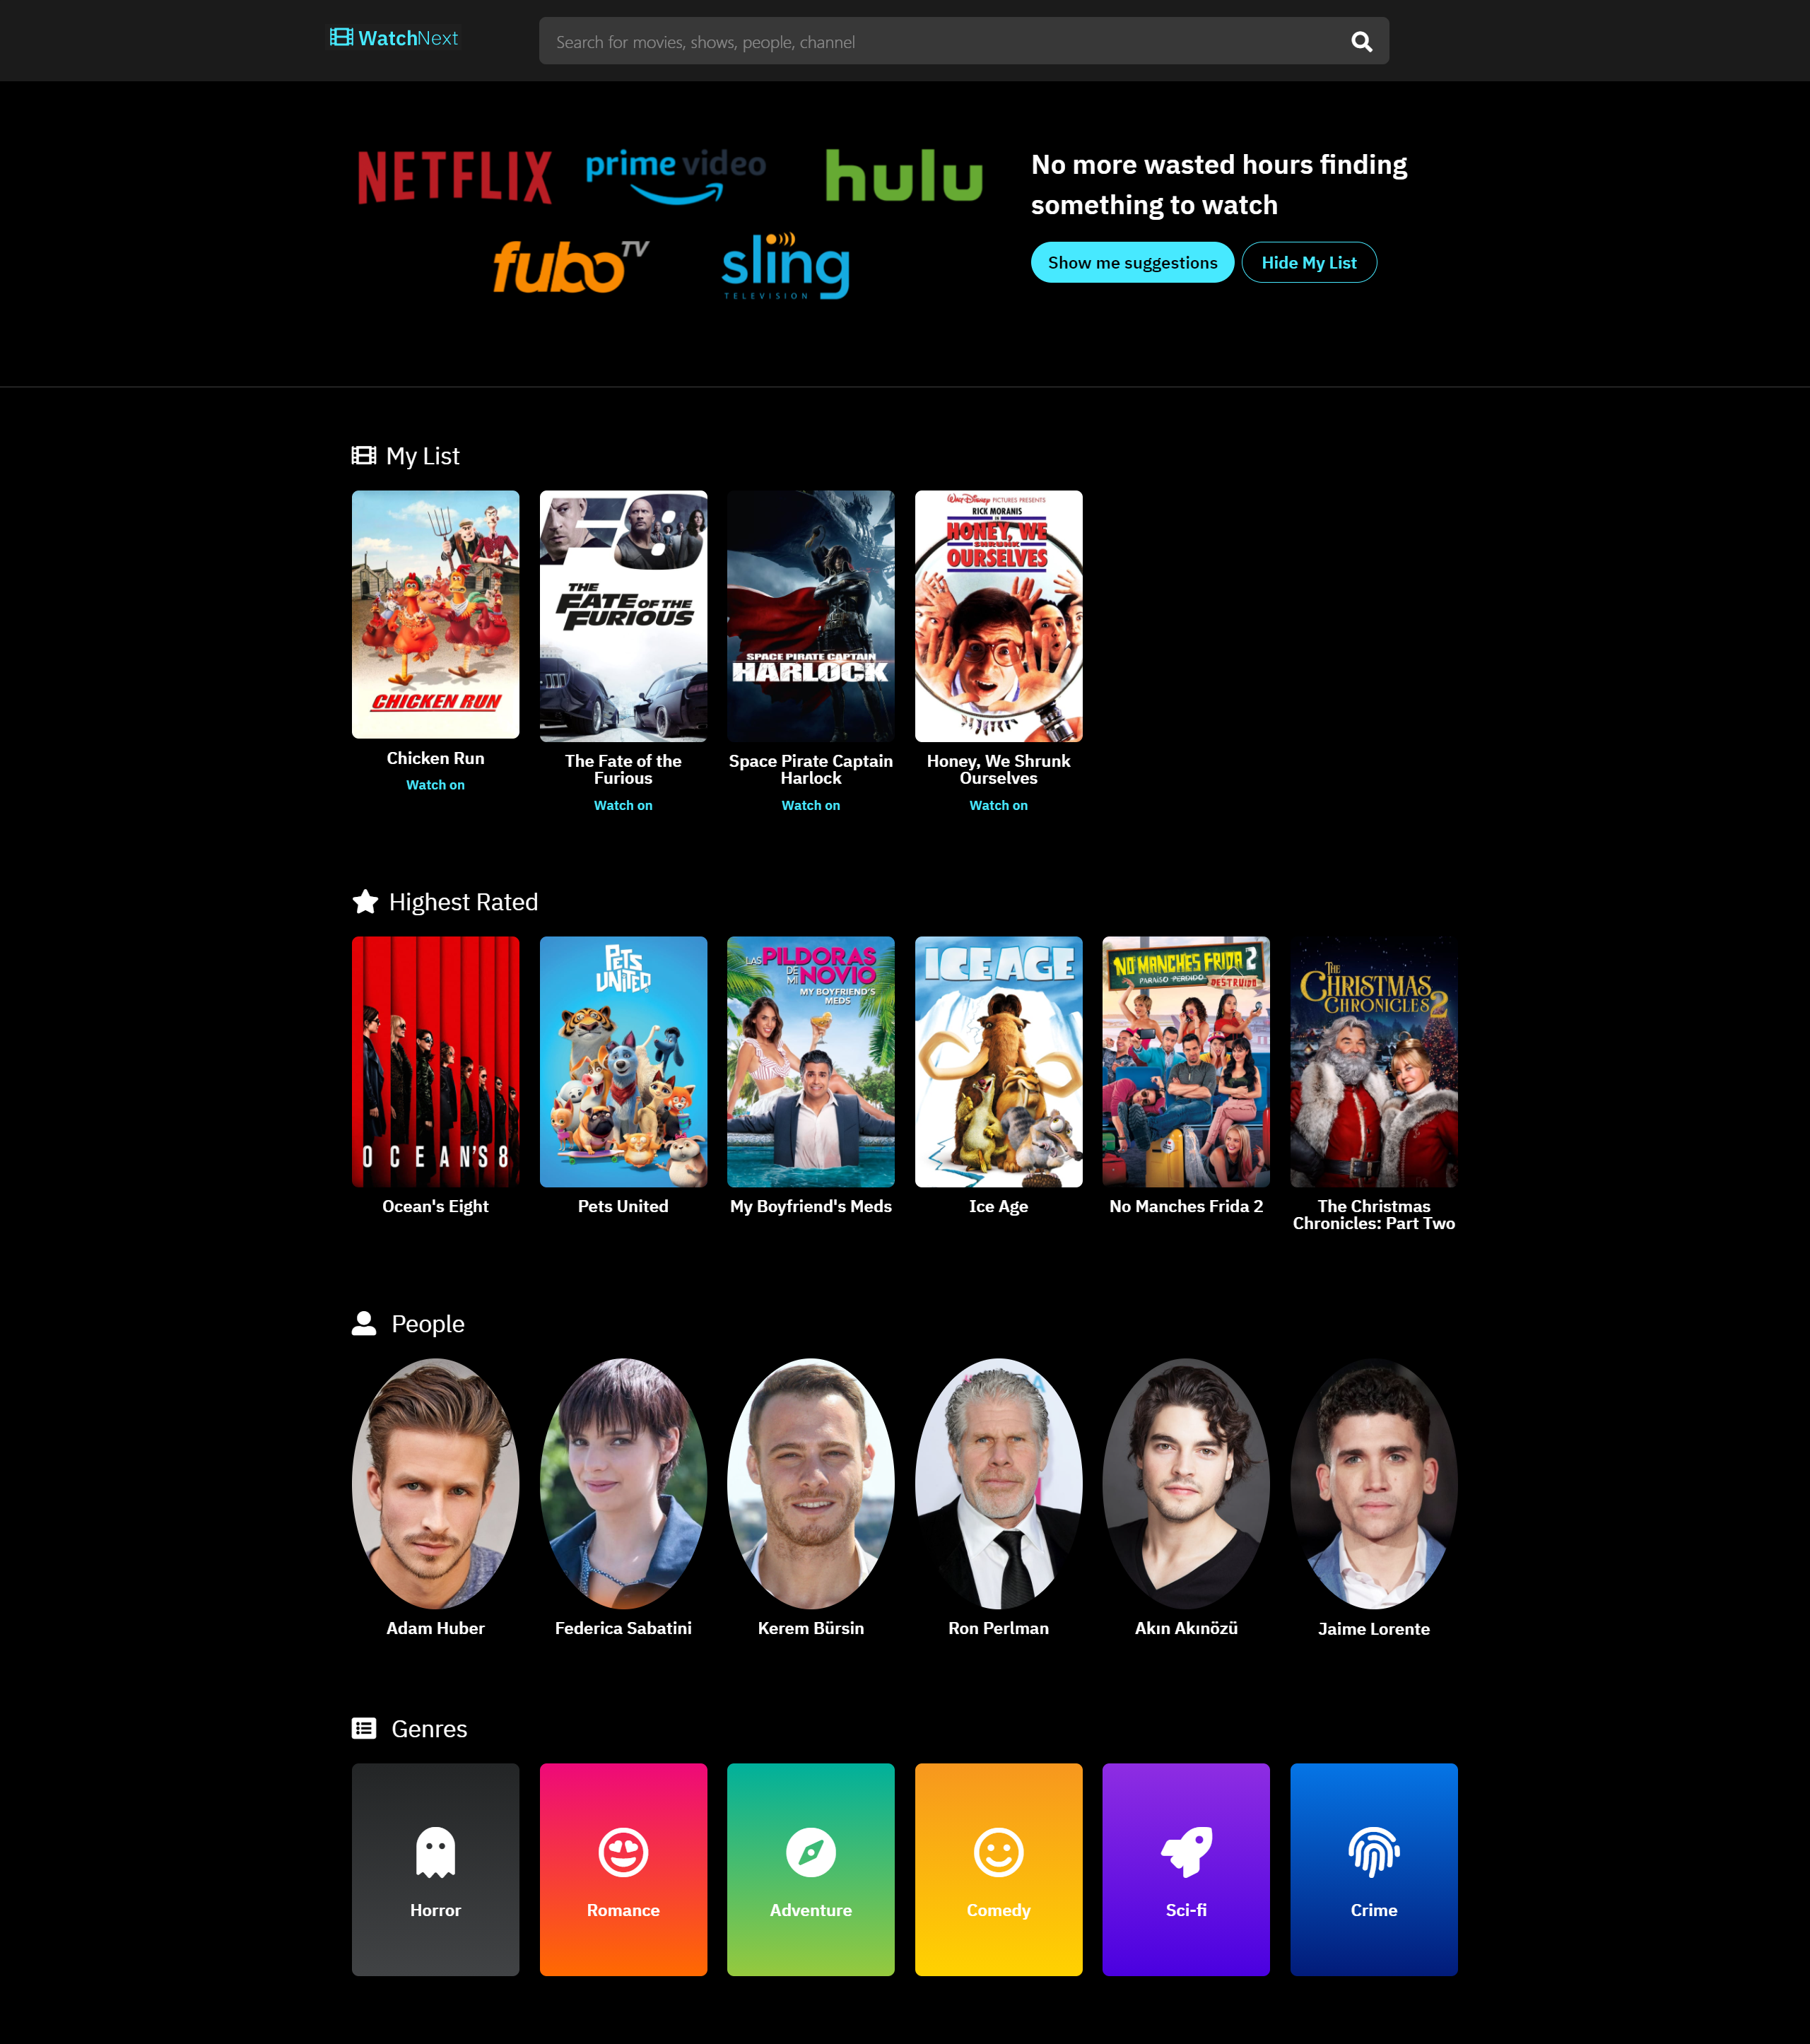 WatchNext
Search for movies, shows, people, channel
NETFLIX
prime video
hulu
No more wasted hours finding
something to watch
fubo TV
sling
TELEVISION
Show me suggestions
Hide My List
My List
CHICKEN RUN
F8
THE
FATE OF THE
FURIOUS
SPACE PIRATE CAPTAIN
HARLOCK
WALT DISNEY PICTURES PRESENTS
RICK MORANIS
IN
HONEY, WE
SHRUNK
OURSELVES
Chicken Run
Watch on
The Fate of the
Furious
Watch on
Space Pirate Captain
Harlock
Watch on
Honey, We Shrunk
Ourselves
Watch on
Highest Rated
OCEAN'S 8
PETS
UNITED
LAS PILDORAS
DE MI NOVIO
MY BOYFRIEND'S
MEDS
ICE AGE
NO MANCHES FRIDA 2
PARAISO PERDIDO DESTRUIDO
THE
CHRISTMAS
CHRONICLES 2
Ocean's Eight
Pets United
My Boyfriend's Meds
Ice Age
No Manches Frida 2
The Christmas
Chronicles: Part Two
People
Adam Huber
Federica Sabatini
Kerem Bürsin
Ron Perlman
Akın Akınözü
Jaime Lorente
Genres
Horror
Romance
Adventure
Comedy
Sci-fi
Crime